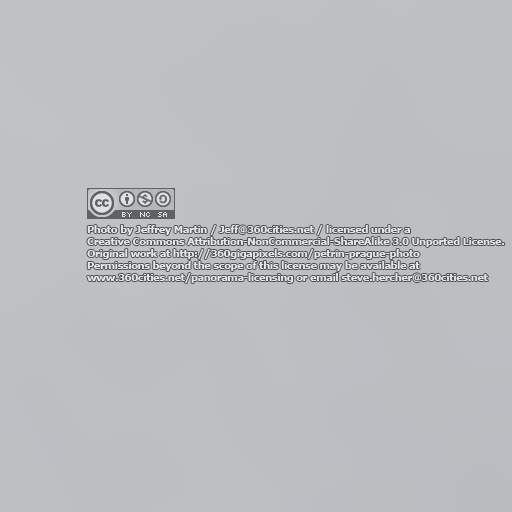 cc
BY NC SA
Photo by Jeffrey Martin / Jeff@360cities.net / licensed under a
Creative Commons Attribution-NonCommercial-ShareAlike 3.0 Unported License.
Original work at http://360gigapixels.com/petrin-prague-photo
Permissions beyond the scope of this license may be available at
www.360cities.net/panorama-licensing or email steve.hercher@360cities.net